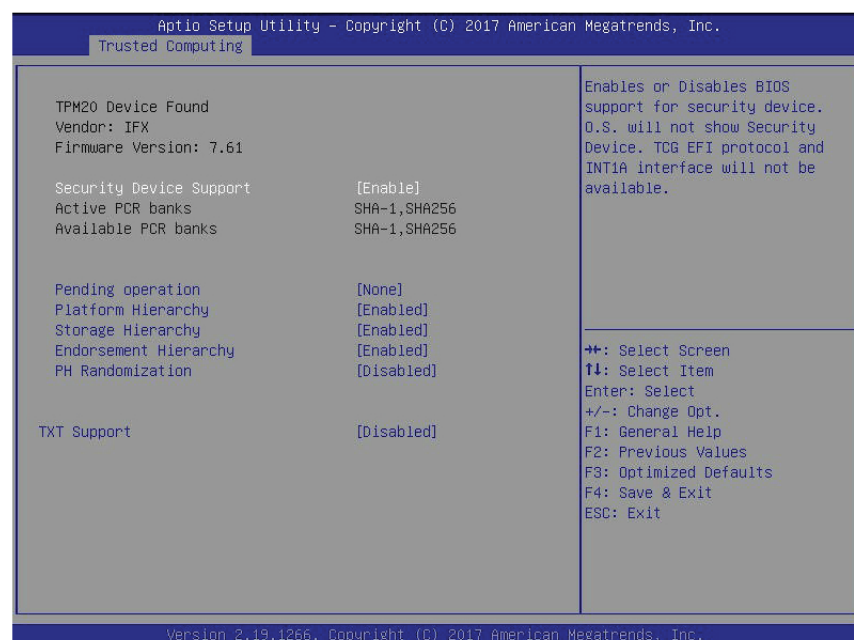 Aptio Setup Utility – Copyright (C) 2017 American Megatrends, Inc.
Trusted Computing
TPM20 Device Found
Vendor: IFX
Firmware Version: 7.61
Security Device Support [Enable]
Active PCR banks SHA-1,SHA256
Available PCR banks SHA-1,SHA256
Pending operation [None]
Platform Hierarchy [Enabled]
Storage Hierarchy [Enabled]
Endorsement Hierarchy [Enabled]
PH Randomization [Disabled]
TXT Support [Disabled]
Enables or Disables BIOS
support for security device.
O.S. will not show Security
Device. TCG EFI protocol and
INT1A interface will not be
available.
→←: Select Screen
↑↓: Select Item
Enter: Select
+/-: Change Opt.
F1: General Help
F2: Previous Values
F3: Optimized Defaults
F4: Save & Exit
ESC: Exit
Version 2.19.1266. Copyright (C) 2017 American Megatrends, Inc.